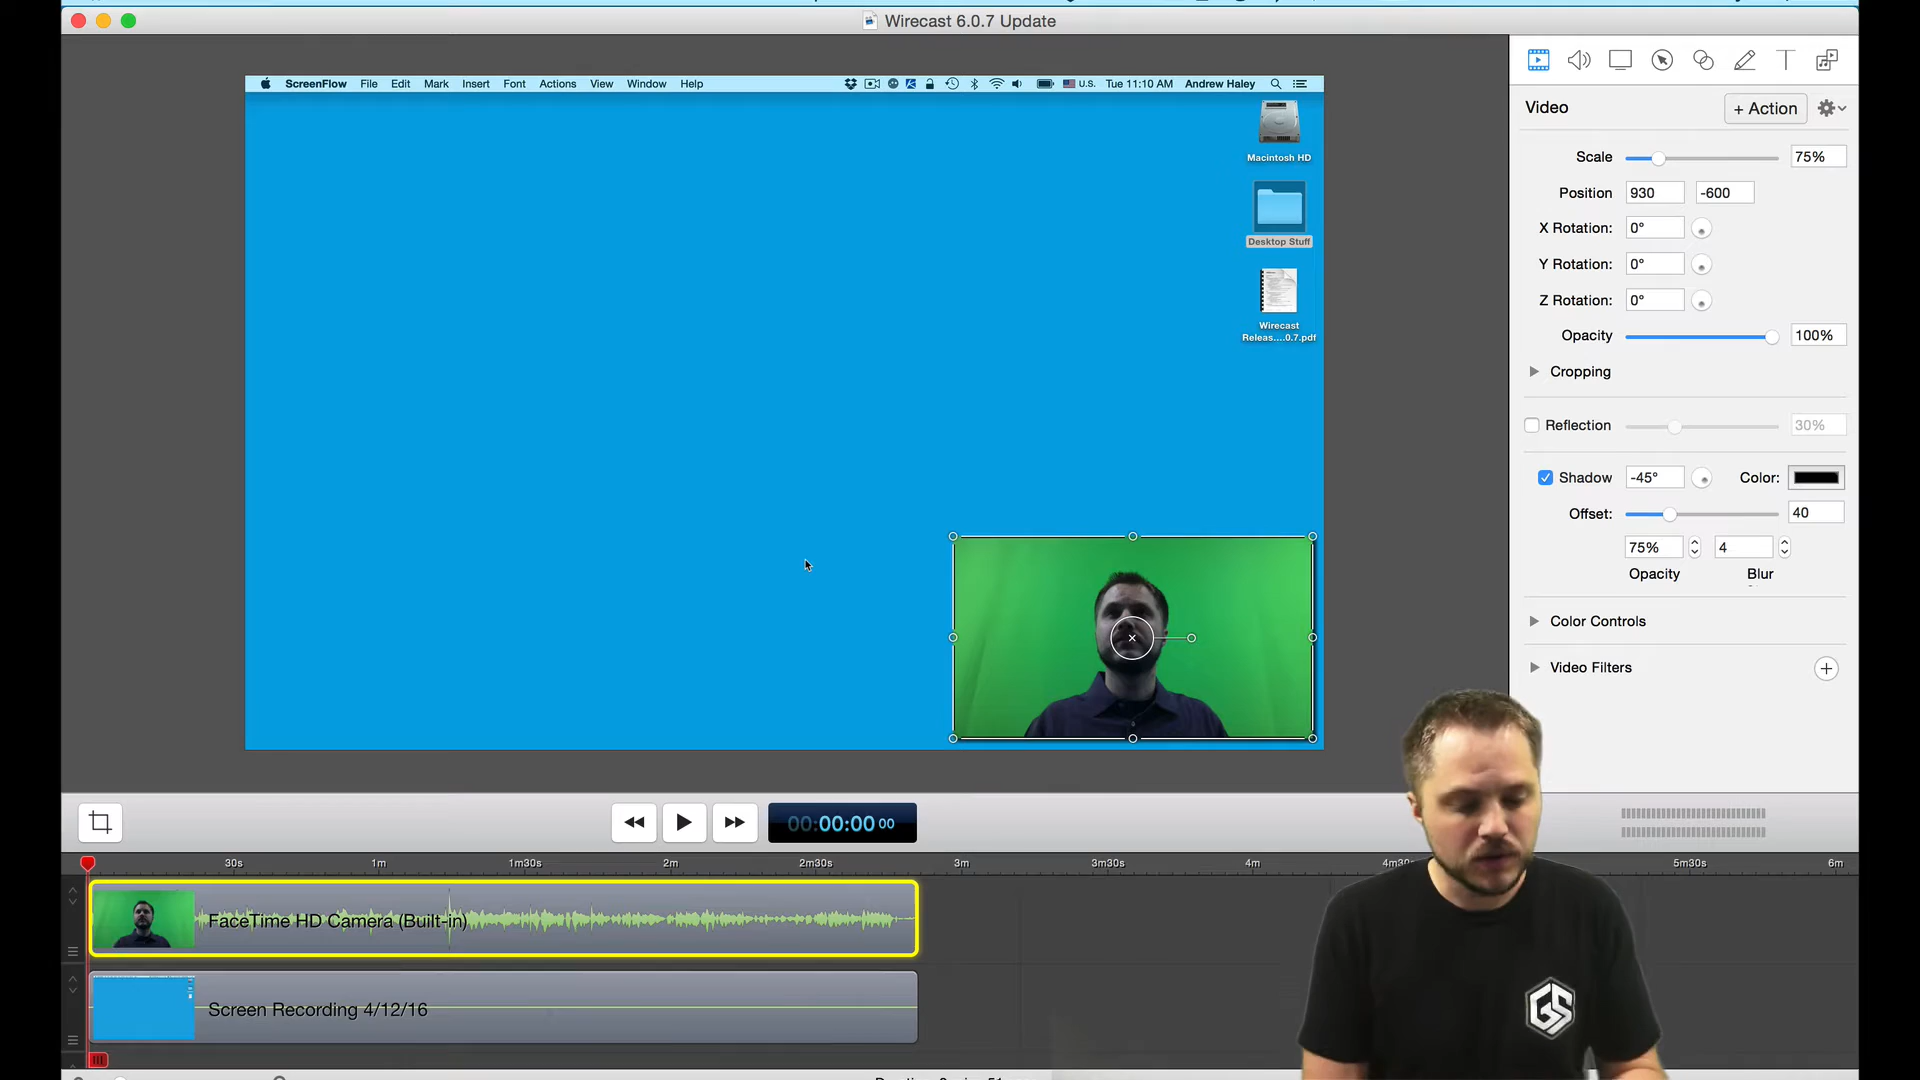 Wirecast 6.0.7 Update
ScreenFlow File Edit Mark Insert Font Actions View Window Help U.S. Tue 11:10 AM Andrew Haley
Macintosh HD
Desktop Stuff
Wirecast
Releas....0.7.pdf
Video + Action
Scale 75%
Position 930 -600
X Rotation: 0°
Y Rotation: 0°
Z Rotation: 0°
Opacity 100%
Cropping
Reflection 30%
Shadow -45° Color:
Offset: 40
75% 4
Opacity Blur
Color Controls
Video Filters
00:00:00 00
30s 1m 1m30s 2m 2m30s 3m 3m30s 4m 4m30s 5m30s 6m
FaceTime HD Camera (Built-in)
Screen Recording 4/12/16
GS